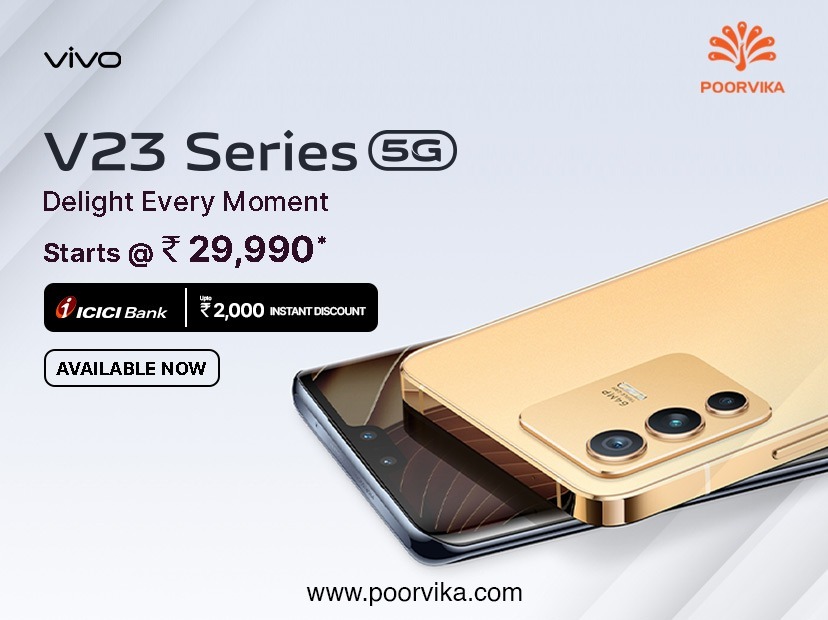 vivo
POORVIKA
V23 Series 5G
Delight Every Moment
Starts @ ₹ 29,990*
ICICI Bank
Upto ₹ 2,000 INSTANT DISCOUNT
AVAILABLE NOW
64MP
www.poorvika.com